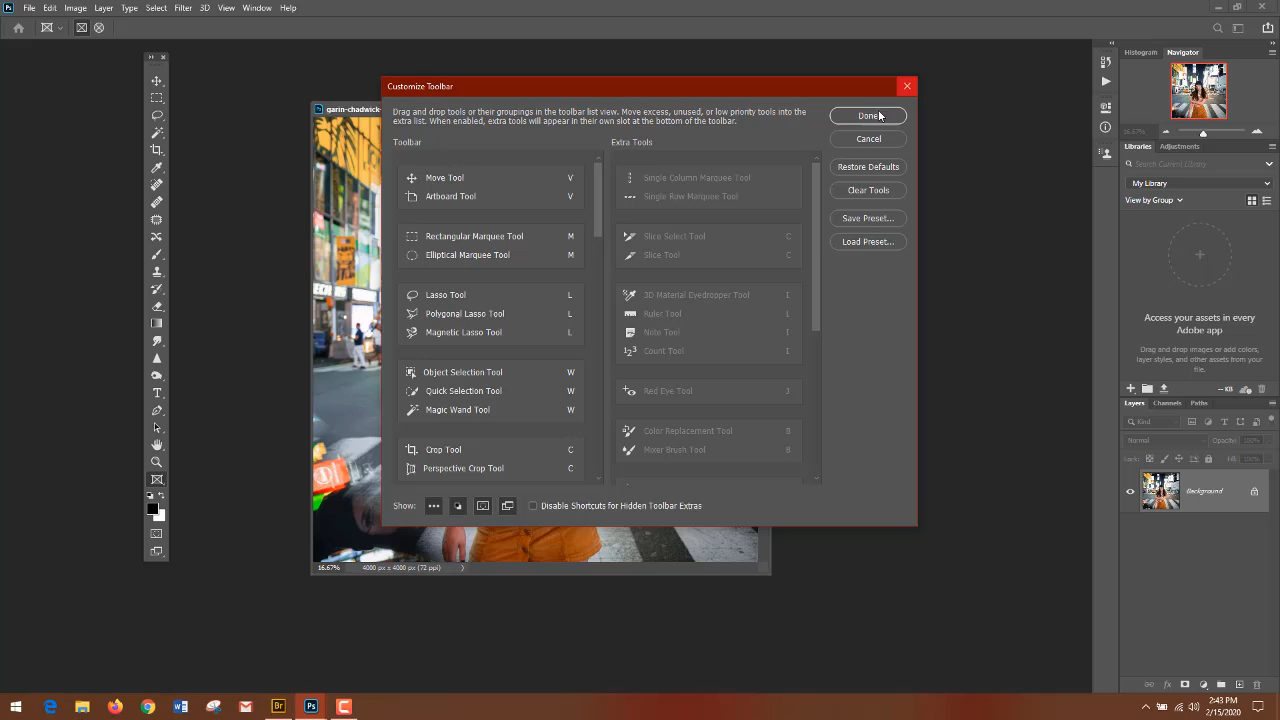 Ps File Edit Image Layer Type Select Filter 3D View Window Help
garin-chadwick-
Customize Toolbar
Drag and drop tools or their groupings in the toolbar list view. Move excess, unused, or low priority tools into the
extra list. When enabled, extra tools will appear in their own slot at the bottom of the toolbar.
Toolbar
Extra Tools
Move Tool V
Artboard Tool V
Rectangular Marquee Tool M
Elliptical Marquee Tool M
Lasso Tool L
Polygonal Lasso Tool L
Magnetic Lasso Tool L
Object Selection Tool W
Quick Selection Tool W
Magic Wand Tool W
Crop Tool C
Perspective Crop Tool C
Single Column Marquee Tool
Single Row Marquee Tool
Slice Select Tool C
Slice Tool C
3D Material Eyedropper Tool I
Ruler Tool I
Note Tool I
Count Tool I
Red Eye Tool J
Color Replacement Tool B
Mixer Brush Tool B
Done
Cancel
Restore Defaults
Clear Tools
Save Preset...
Load Preset...
Show: Disable Shortcuts for Hidden Toolbar Extras
16.67% 4000 px x 4000 px (72 ppi)
Histogram Navigator
16.67%
Libraries Adjustments
Search Current Library
My Library
View by Group
Access your assets in every
Adobe app
Drag and drop images or add colors,
layer styles, and other assets from your
file.
-- KB
Layers Channels Paths
Kind
Normal Opacity: 100%
Lock: Fill: 100%
Background
Br Ps
2:43 PM
2/15/2020